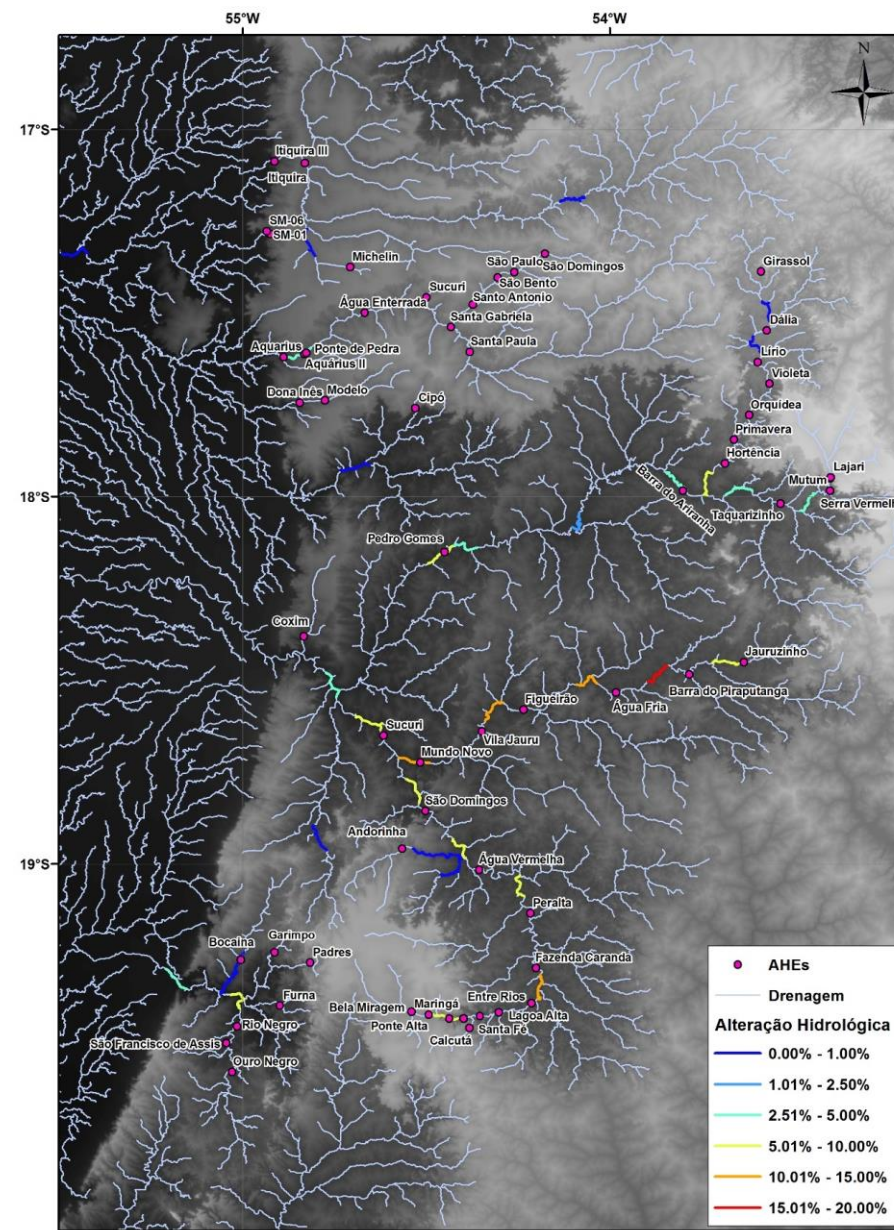 55°W 54°W
N
17°S
Itiquira III
Itiquira
SM-06
SM-01
Michelin
São Paulo
São Domingos
São Bento
Girassol
Sucuri
Santo Antonio
Água Enterrada
Santa Gabriela
Dália
Aquarius
Ponte de Pedra
Aquárius II
Santa Paula
Lírio
Violeta
Dona Inês
Modelo
Cipó
Orquídea
Primavera
Hortência
Lajari
Mutum
18°S
Barra do Ariranha
Taquarizinho
Serra Vermelh
Pedro Gomes
Coxim
Jauruzinho
Barra do Piraputanga
Figueirão
Água Fria
Sucuri
Vila Jauru
Mundo Novo
São Domingos
Andorinha
19°S
Água Vermelha
Peralta
Bocaina
Garimpo
Padres
Fazenda Caranda
Furna
Bela Miragem
Maringá
Entre Rios
Lagoa Alta
Ponte Alta
Santa Fé
Calcutá
Rio Negro
São Francisco de Assis
Ouro Negro
AHEs
Drenagem
Alteração Hidrológica
0.00% - 1.00%
1.01% - 2.50%
2.51% - 5.00%
5.01% - 10.00%
10.01% - 15.00%
15.01% - 20.00%